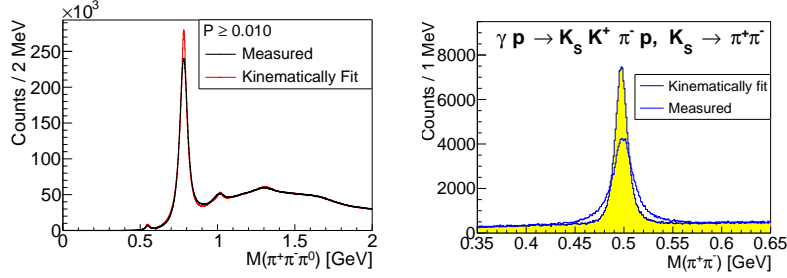 ×10³
P ≥ 0.010
Measured
Kinematically Fit
Counts / 2 MeV
250
200
150
100
50
0
0 0.5 1 1.5 2
M(π⁺π⁻π⁰) [GeV]
γ p → K_S K⁺ π⁻ p, K_S → π⁺π⁻
Kinematically fit
Measured
Counts / 1 MeV
8000
6000
4000
2000
0
0.35 0.4 0.45 0.5 0.55 0.6 0.65
M(π⁺π⁻) [GeV]